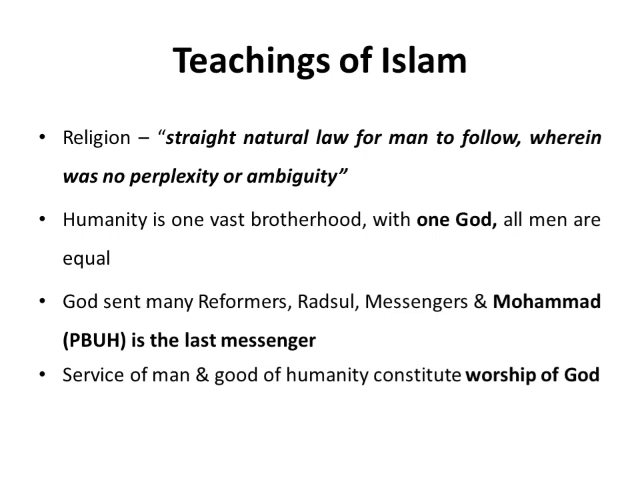 Teachings of Islam
• Religion – “straight natural law for man to follow, wherein
was no perplexity or ambiguity”
• Humanity is one vast brotherhood, with one God, all men are
equal
• God sent many Reformers, Radsul, Messengers & Mohammad
(PBUH) is the last messenger
• Service of man & good of humanity constitute worship of God